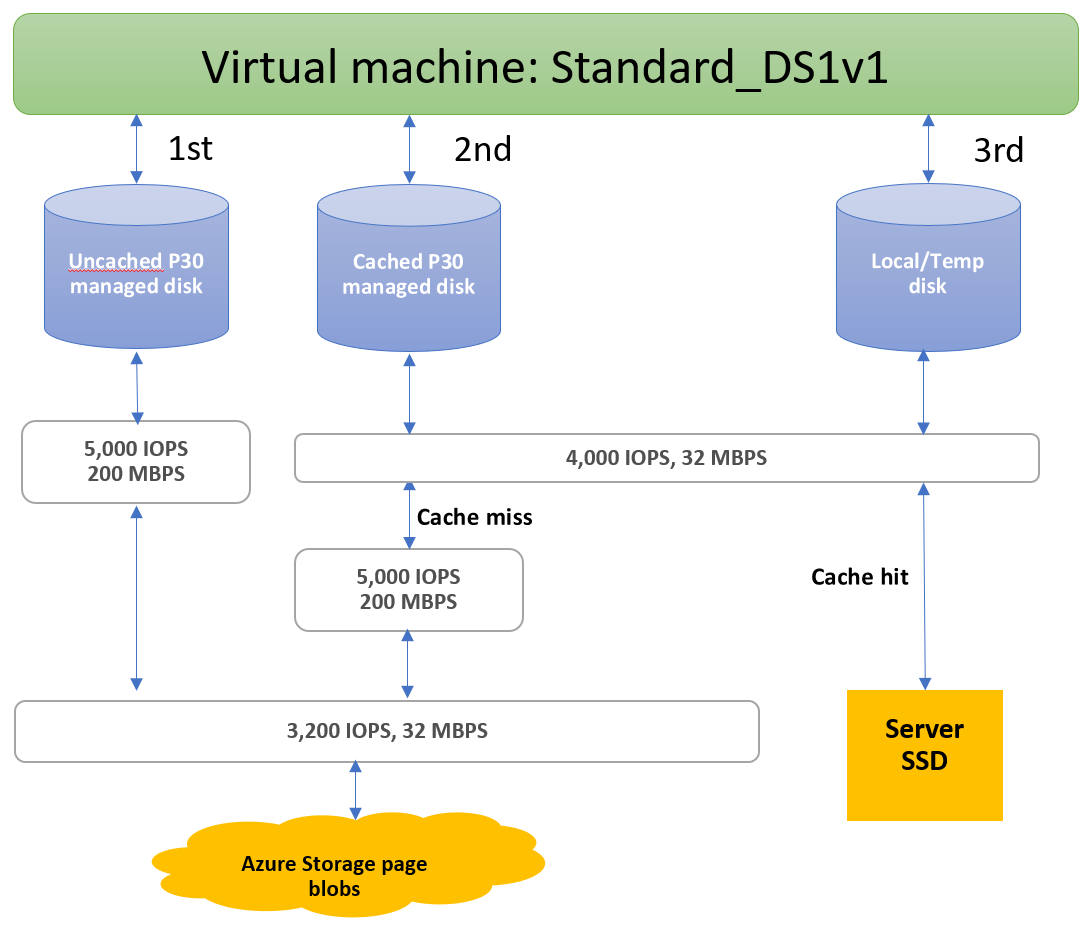 Virtual machine: Standard_DS1v1
1st
2nd
3rd
Uncached P30
managed disk
Cached P30
managed disk
Local/Temp
disk
5,000 IOPS
200 MBPS
4,000 IOPS, 32 MBPS
Cache miss
5,000 IOPS
200 MBPS
Cache hit
3,200 IOPS, 32 MBPS
Server
SSD
Azure Storage page
blobs